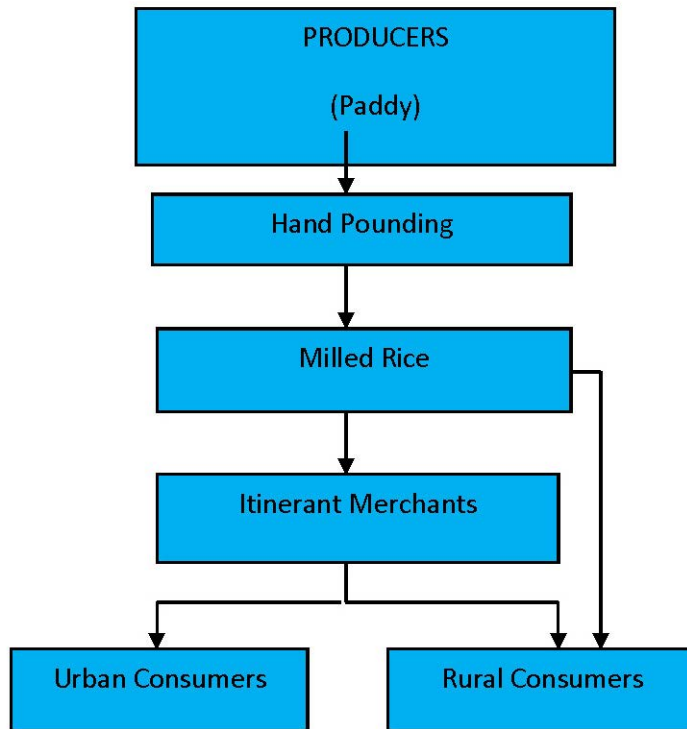 PRODUCERS
(Paddy)
Hand Pounding
Milled Rice
Itinerant Merchants
Urban Consumers
Rural Consumers